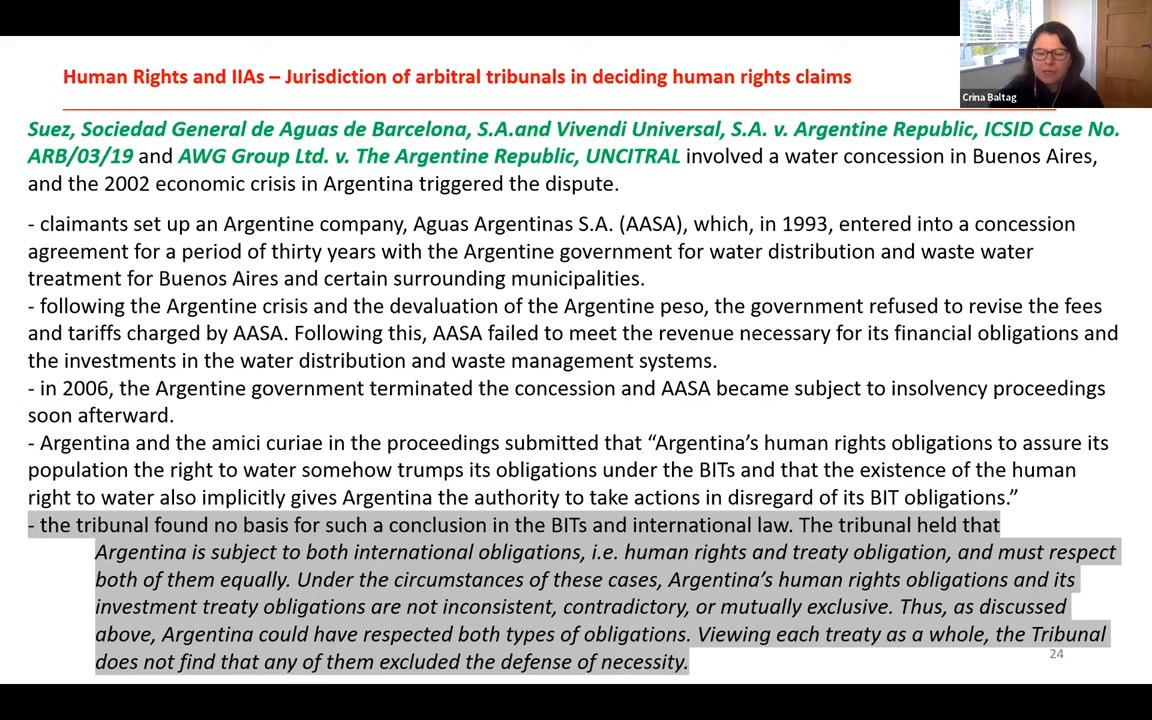 Human Rights and IIAs – Jurisdiction of arbitral tribunals in deciding human rights claims
Crina Baltag
Suez, Sociedad General de Aguas de Barcelona, S.A.and Vivendi Universal, S.A. v. Argentine Republic, ICSID Case No.
ARB/03/19 and AWG Group Ltd. v. The Argentine Republic, UNCITRAL involved a water concession in Buenos Aires,
and the 2002 economic crisis in Argentina triggered the dispute.
- claimants set up an Argentine company, Aguas Argentinas S.A. (AASA), which, in 1993, entered into a concession
agreement for a period of thirty years with the Argentine government for water distribution and waste water
treatment for Buenos Aires and certain surrounding municipalities.
- following the Argentine crisis and the devaluation of the Argentine peso, the government refused to revise the fees
and tariffs charged by AASA. Following this, AASA failed to meet the revenue necessary for its financial obligations and
the investments in the water distribution and waste management systems.
- in 2006, the Argentine government terminated the concession and AASA became subject to insolvency proceedings
soon afterward.
- Argentina and the amici curiae in the proceedings submitted that “Argentina’s human rights obligations to assure its
population the right to water somehow trumps its obligations under the BITs and that the existence of the human
right to water also implicitly gives Argentina the authority to take actions in disregard of its BIT obligations.”
- the tribunal found no basis for such a conclusion in the BITs and international law. The tribunal held that
Argentina is subject to both international obligations, i.e. human rights and treaty obligation, and must respect
both of them equally. Under the circumstances of these cases, Argentina’s human rights obligations and its
investment treaty obligations are not inconsistent, contradictory, or mutually exclusive. Thus, as discussed
above, Argentina could have respected both types of obligations. Viewing each treaty as a whole, the Tribunal
does not find that any of them excluded the defense of necessity.
24